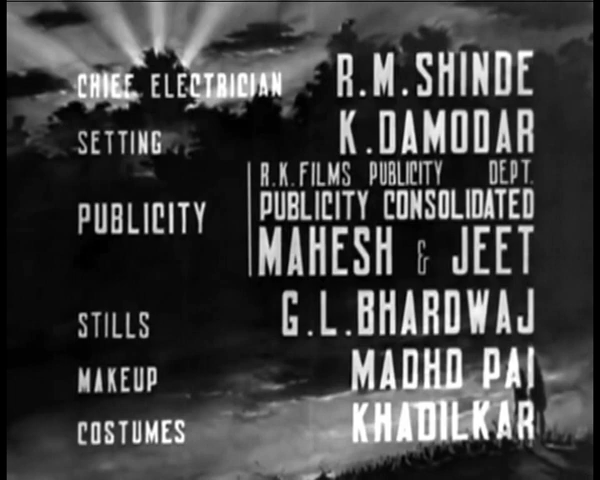 CHIEF ELECTRICIAN R.M.SHINDE
SETTING K.DAMODAR
R.K.FILMS PUBLICITY DEPT.
PUBLICITY PUBLICITY CONSOLIDATED
MAHESH & JEET
STILLS G.L.BHARDWAJ
MAKEUP MADHO PAI
COSTUMES KHADILKAR